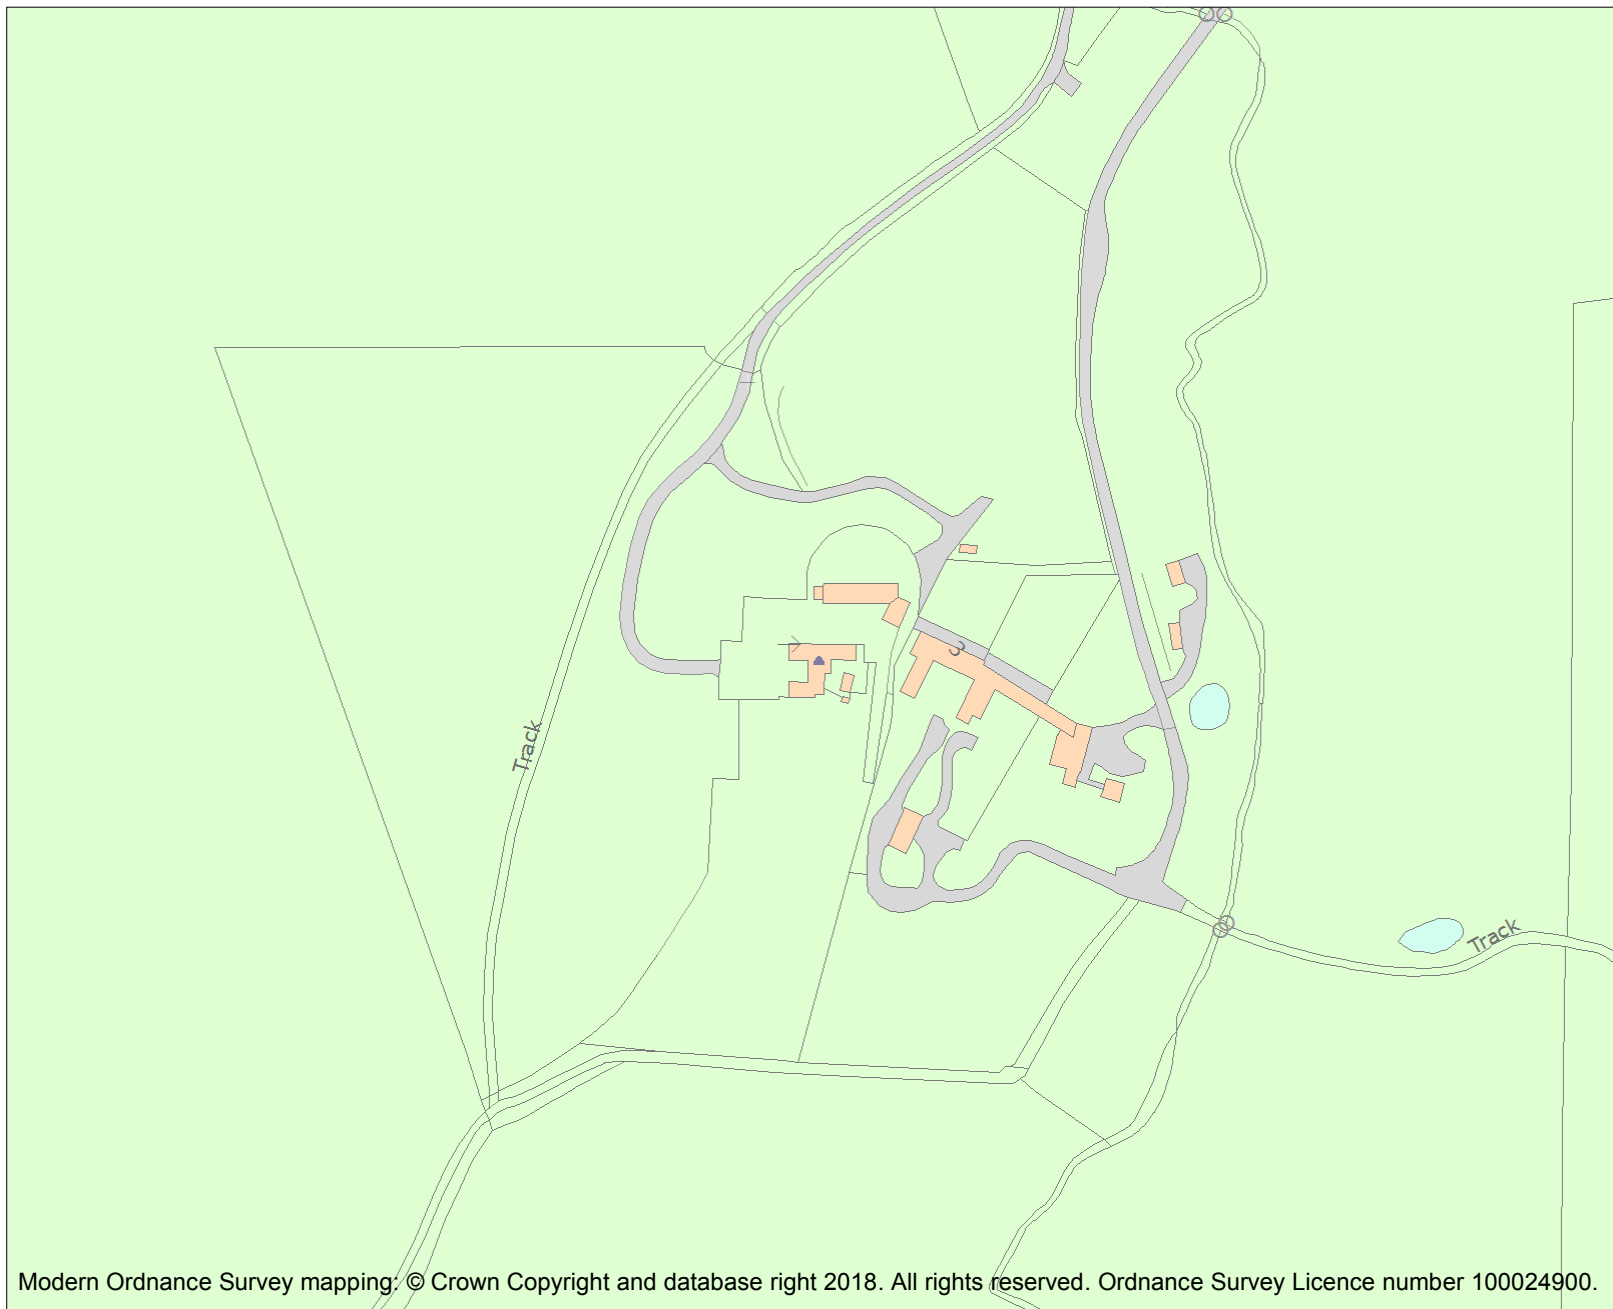 3
Track
Track
Modern Ordnance Survey mapping: © Crown Copyright and database right 2018. All rights reserved. Ordnance Survey Licence number 100024900.